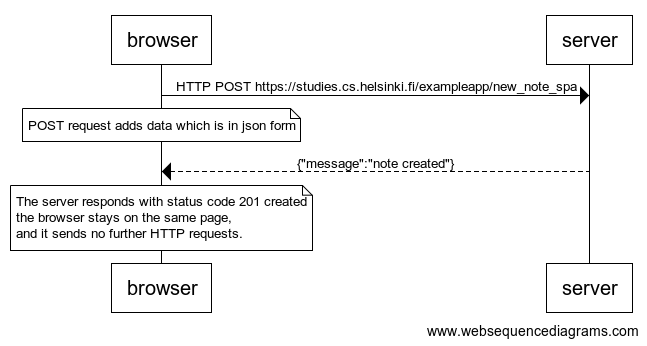 browser
server
HTTP POST https://studies.cs.helsinki.fi/exampleapp/new_note_spa
POST request adds data which is in json form
{"message":"note created"}
The server responds with status code 201 created
the browser stays on the same page,
and it sends no further HTTP requests.
browser
server
www.websequencediagrams.com